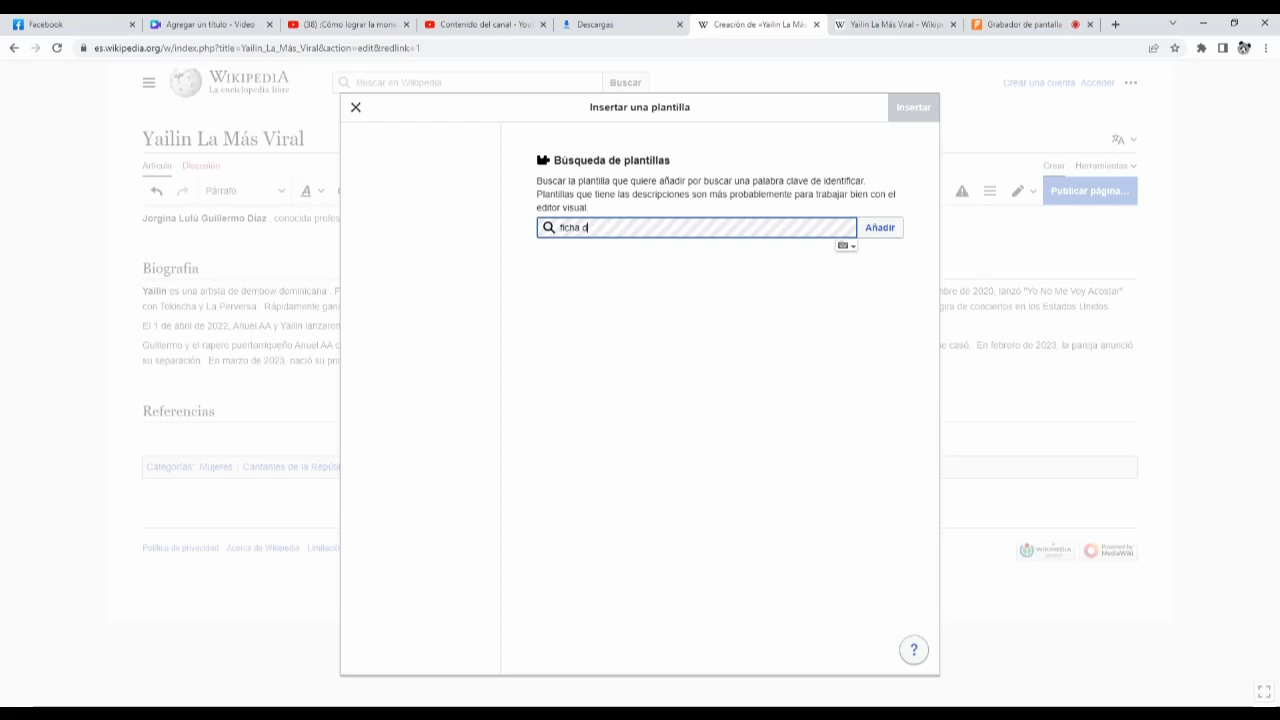 Facebook
Agregar un título - Video
(38) ¡Cómo lograr la mone
Contenido del canal - You
Descargas
Creación de «Yailin La Más
Yailin La Más Viral - Wikipe
Grabador de pantalla
es.wikipedia.org/w/index.php?title=Yailin_La_Más_Viral&action=edit&redlink=1
WIKIPEDIA
La enciclopedia libre
Buscar en Wikipedia
Buscar
Crear una cuenta Acceder
Insertar una plantilla
Insertar
Yailin La Más Viral
Artículo Discusión
Crear Herramientas
Párrafo
A
Publicar página...
Búsqueda de plantillas
Buscar la plantilla que quiere añadir por buscar una palabra clave de identificar.
Plantillas que tiene las descripciones son más probablemente para trabajar bien con el
editor visual.
ficha d
Añadir
Jorgina Lulú Guillermo Díaz , conocida profes
Biografia
Yailin es una artista de dembow dominicana . F
bre de 2020, lanzó "Yo No Me Voy Acostar"
con Tokischa y La Perversa. Rápidamente gan
gira de conciertos en los Estados Unidos.
El 1 de abril de 2022, Anuel AA y Yailin lanzaron
Guillermo y el rapero puertorriqueño Anuel AA c
e casó. En febrero de 2023, la pareja anunció
su separación . En marzo de 2023, nació su pri
Referencias
Categorías: Mujeres | Cantantes de la Repúb
Política de privacidad Acerca de Wikipedia Limitació
WIKIMEDIA
Powered by
MediaWiki
?